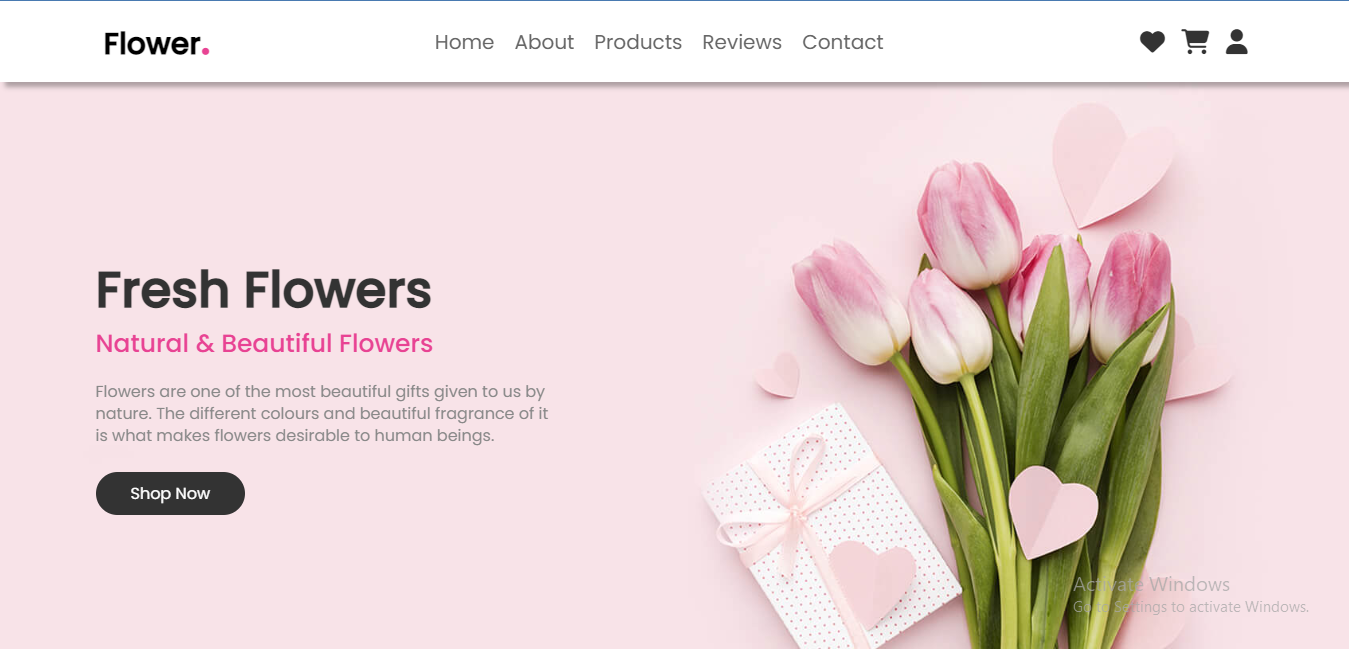 Flower.
Home About Products Reviews Contact
Fresh Flowers
Natural & Beautiful Flowers
Flowers are one of the most beautiful gifts given to us by
nature. The different colours and beautiful fragrance of it
is what makes flowers desirable to human beings.
Shop Now
Activate Windows
Go to Settings to activate Windows.